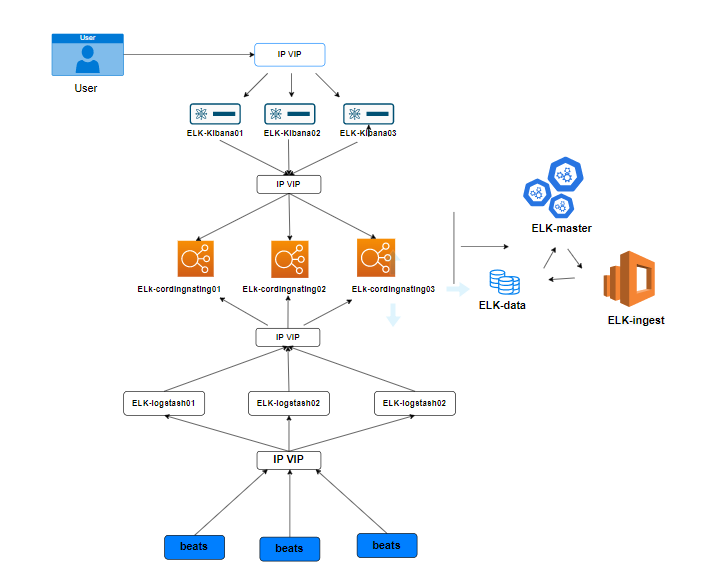 User
User
IP VIP
ELK-Kibana01
ELK-Kibana02
ELK-Kibana03
IP VIP
ELK-master
ELk-cordingnating01
ELk-cordingnating02
ELk-cordingnating03
ELK-data
ELK-ingest
IP VIP
ELK-logstash01
ELK-logstash02
ELK-logstash02
IP VIP
beats
beats
beats